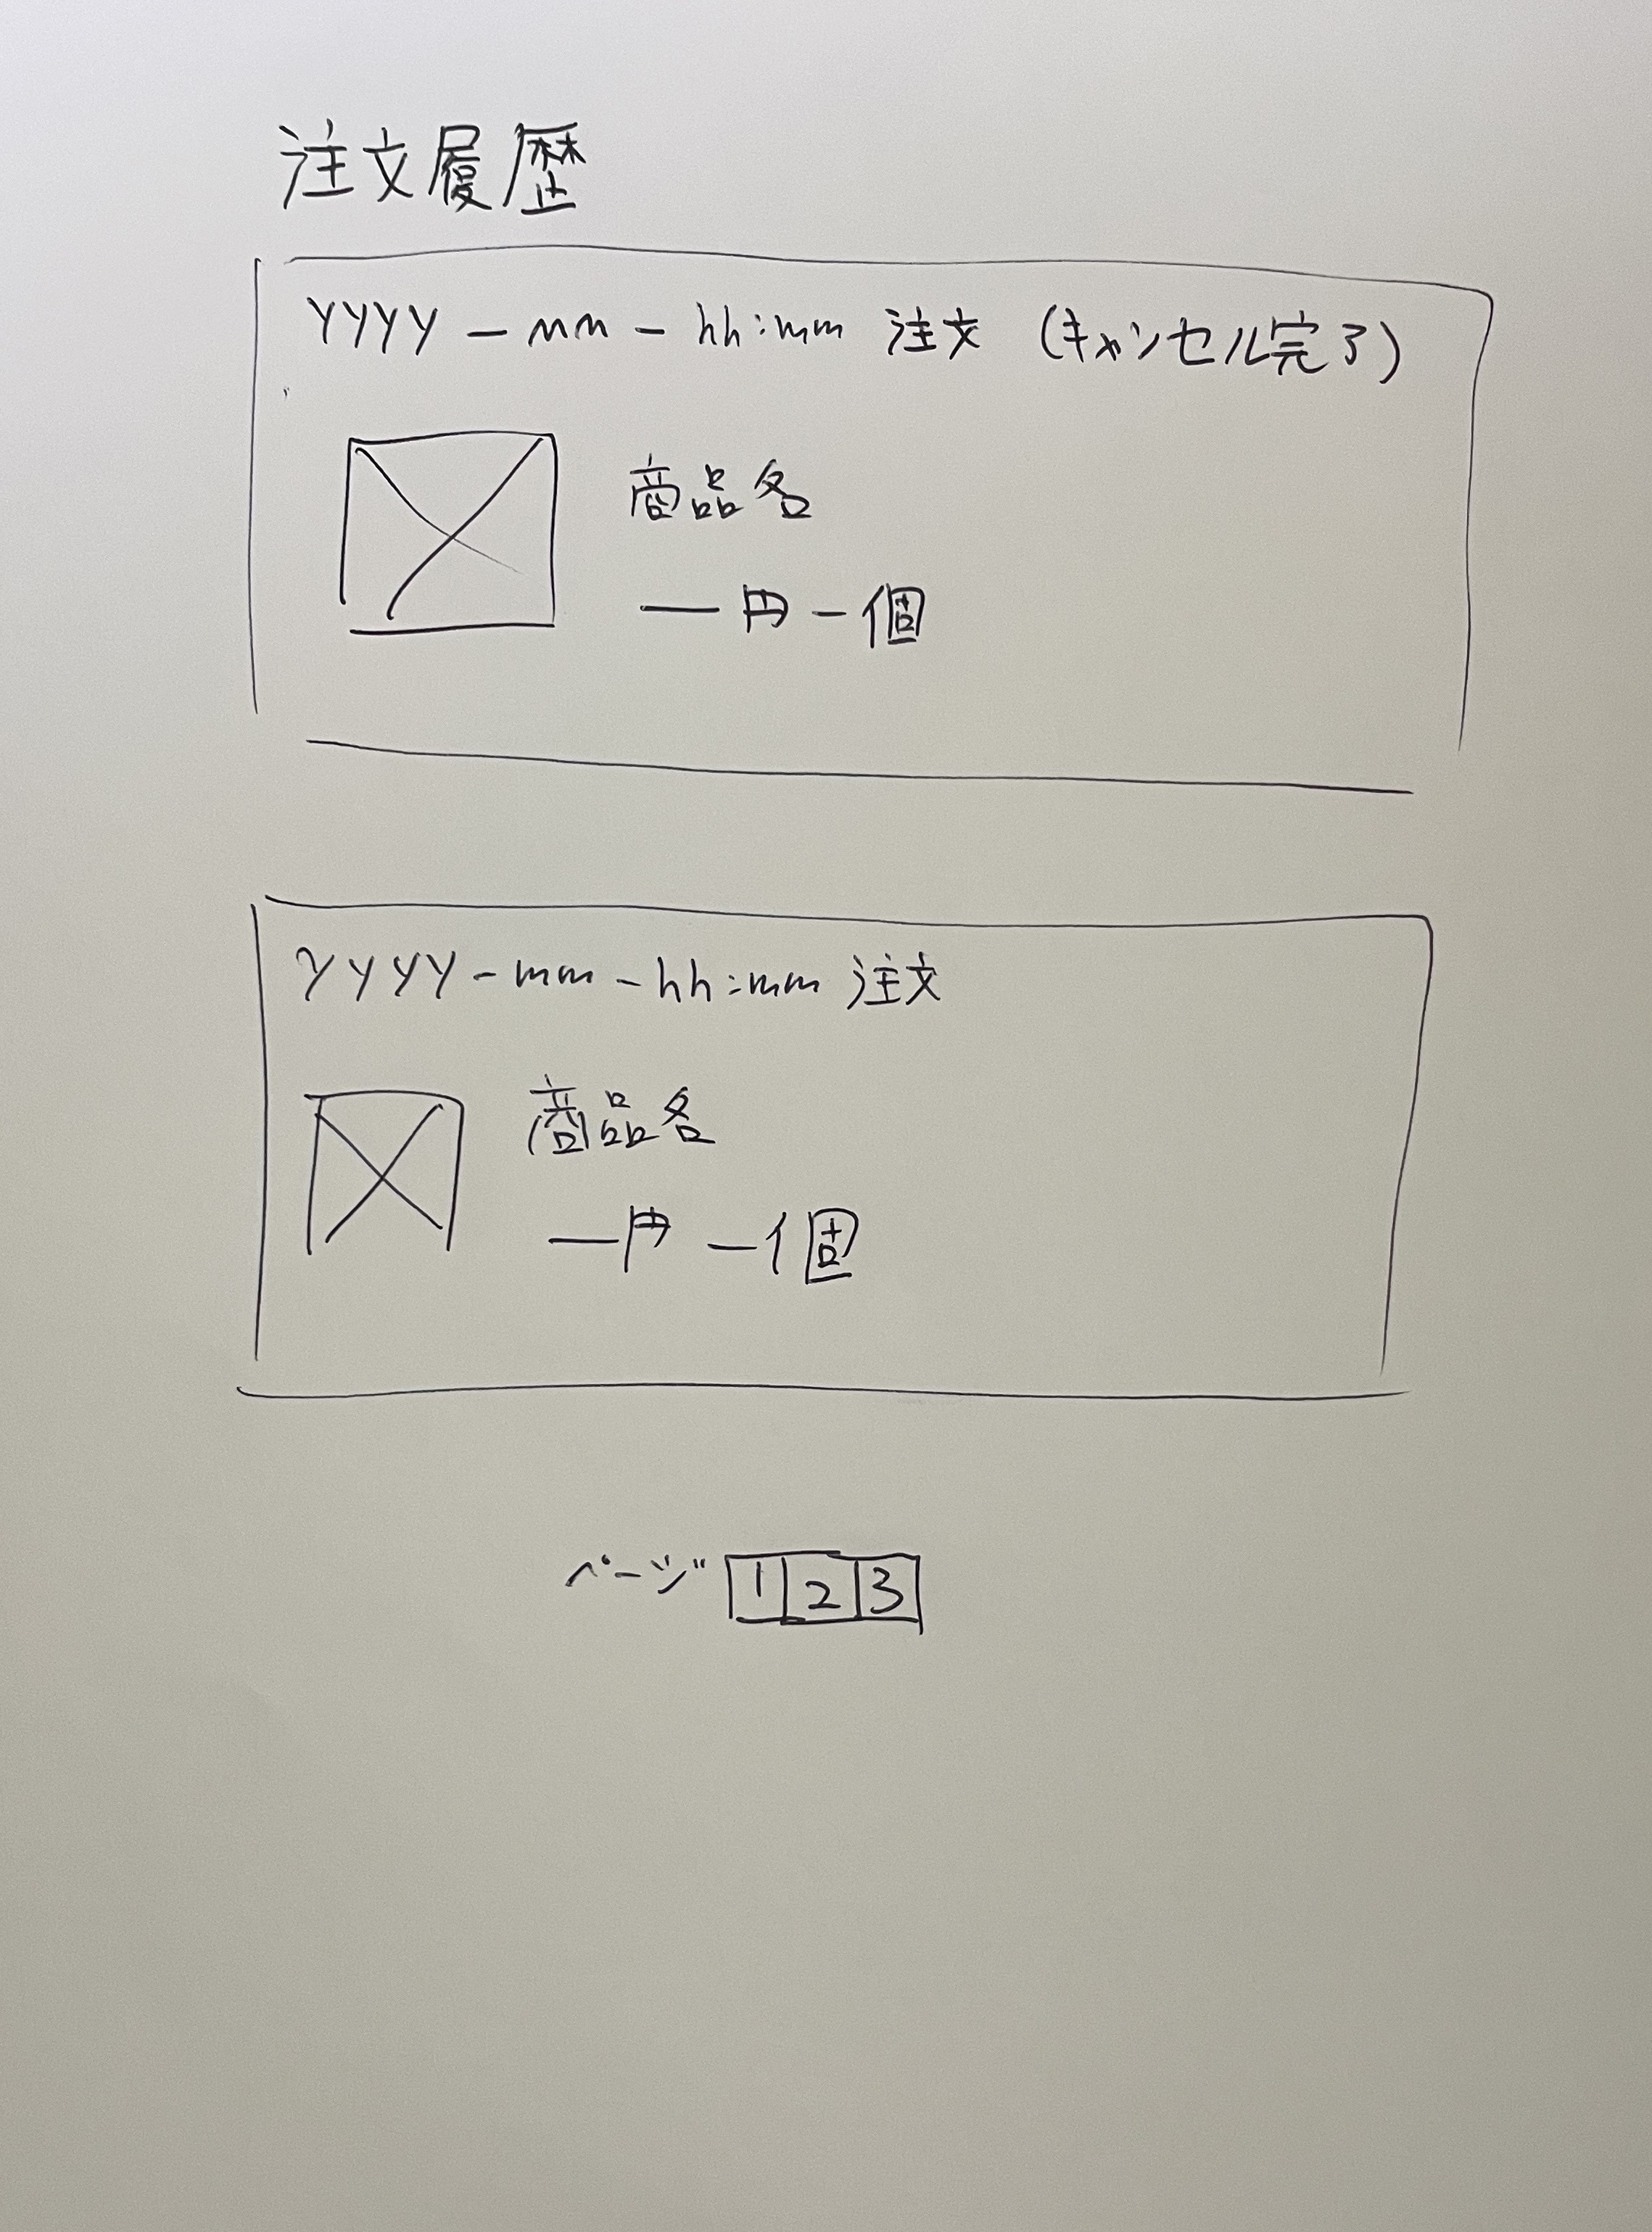 注文履歴
yyyy - mm - hh:mm 注文 (キャンセル完了)
商品名
—円 - 個
yyyy - mm - hh:mm 注文
商品名
—円 - 個
ページ 1 2 3